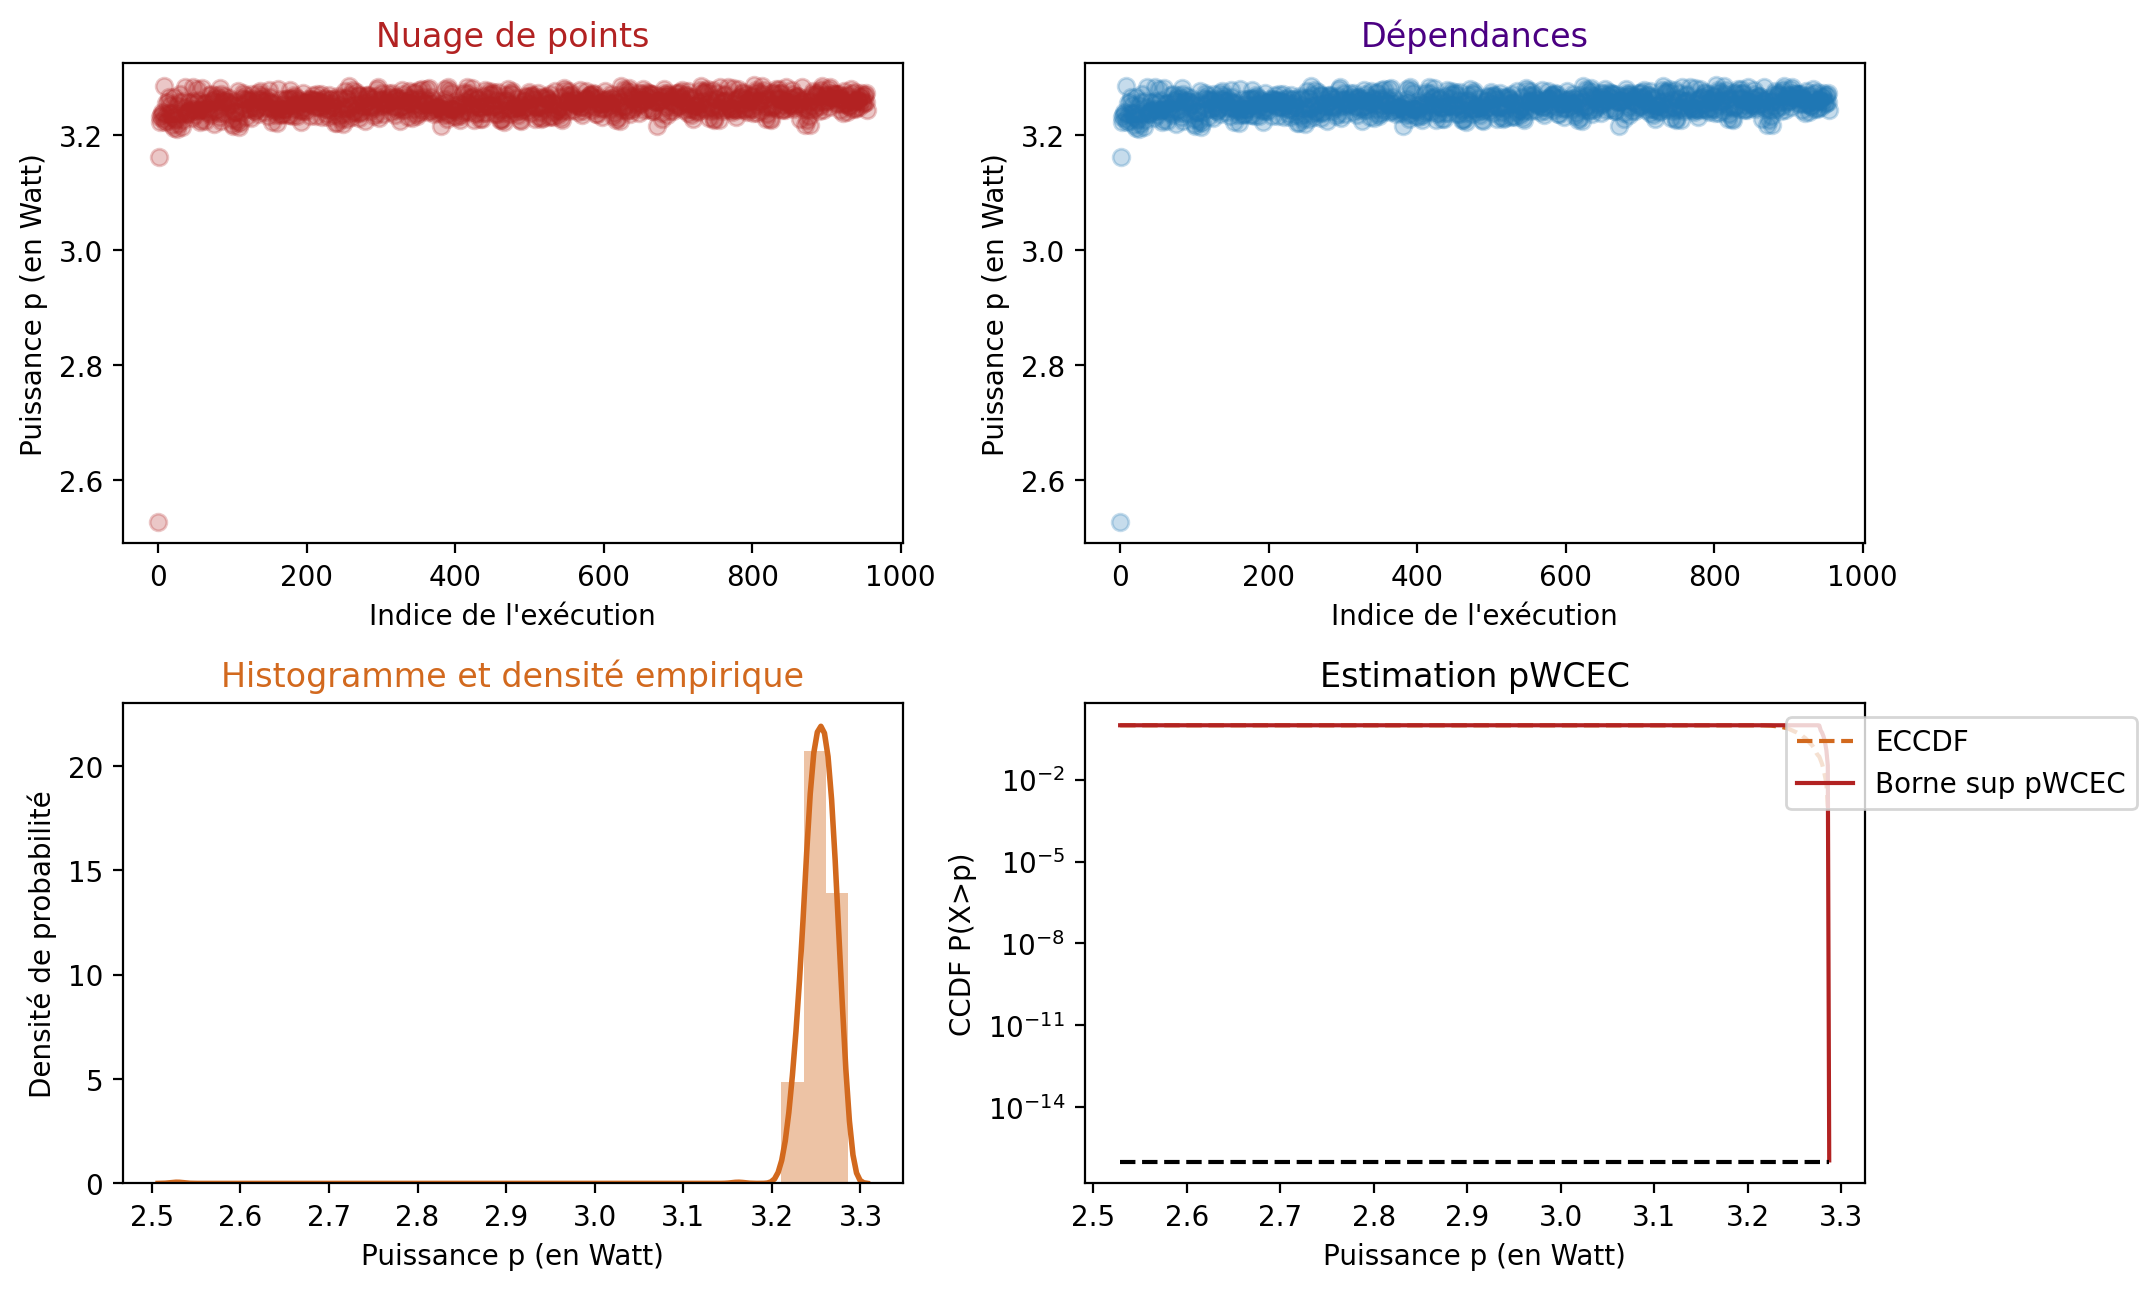 Nuage de points
Puissance p (en Watt)
3.2
3.0
2.8
2.6
0 200 400 600 800 1000
Indice de l'exécution
Dépendances
Puissance p (en Watt)
3.2
3.0
2.8
2.6
0 200 400 600 800 1000
Indice de l'exécution
Histogramme et densité empirique
Densité de probabilité
20
15
10
5
0
2.5 2.6 2.7 2.8 2.9 3.0 3.1 3.2 3.3
Puissance p (en Watt)
Estimation pWCEC
ECCDF
Borne sup pWCEC
CCDF P(X>p)
10⁻²
10⁻⁵
10⁻⁸
10⁻¹¹
10⁻¹⁴
2.5 2.6 2.7 2.8 2.9 3.0 3.1 3.2 3.3
Puissance p (en Watt)